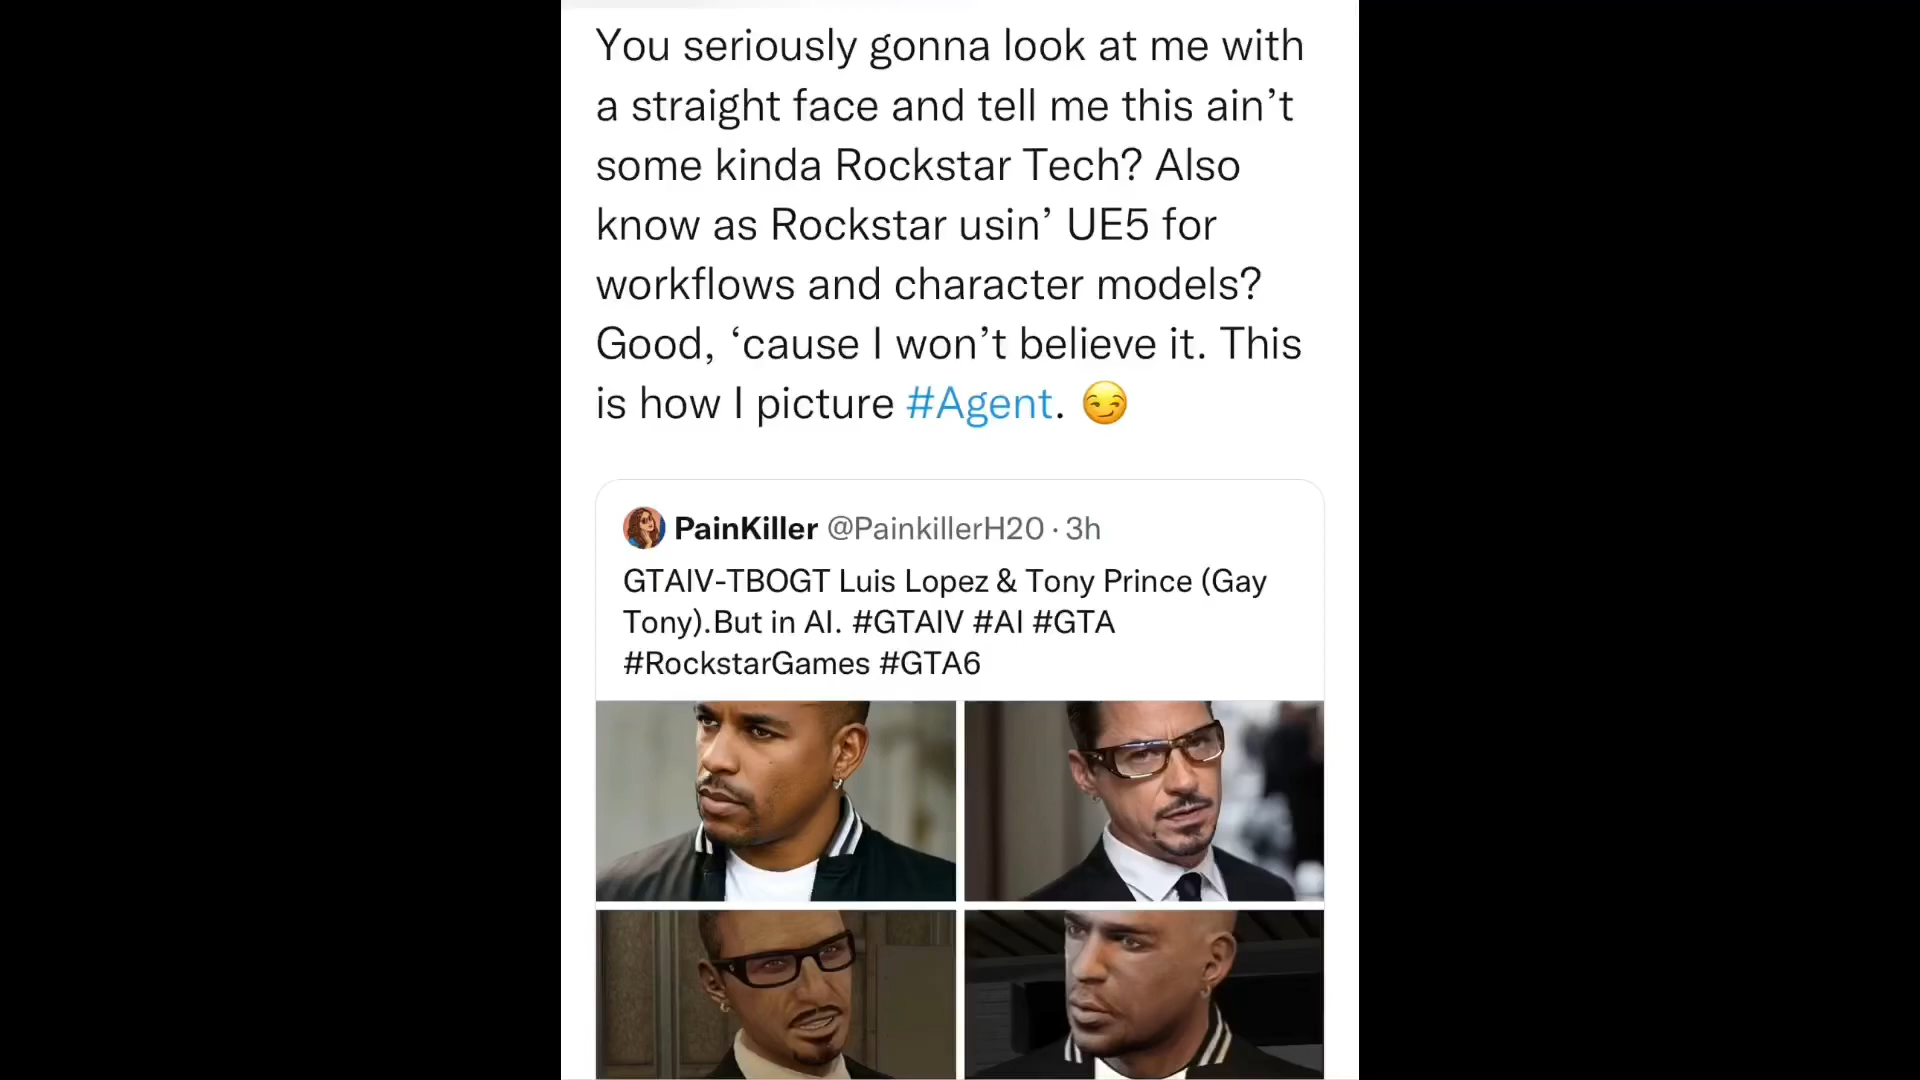 You seriously gonna look at me with
a straight face and tell me this ain’t
some kinda Rockstar Tech? Also
know as Rockstar usin’ UE5 for
workflows and character models?
Good, ‘cause I won’t believe it. This
is how I picture #Agent. 😏
PainKiller @PainkillerH20 · 3h
GTAIV-TBOGT Luis Lopez & Tony Prince (Gay
Tony).But in AI. #GTAIV #AI #GTA
#RockstarGames #GTA6